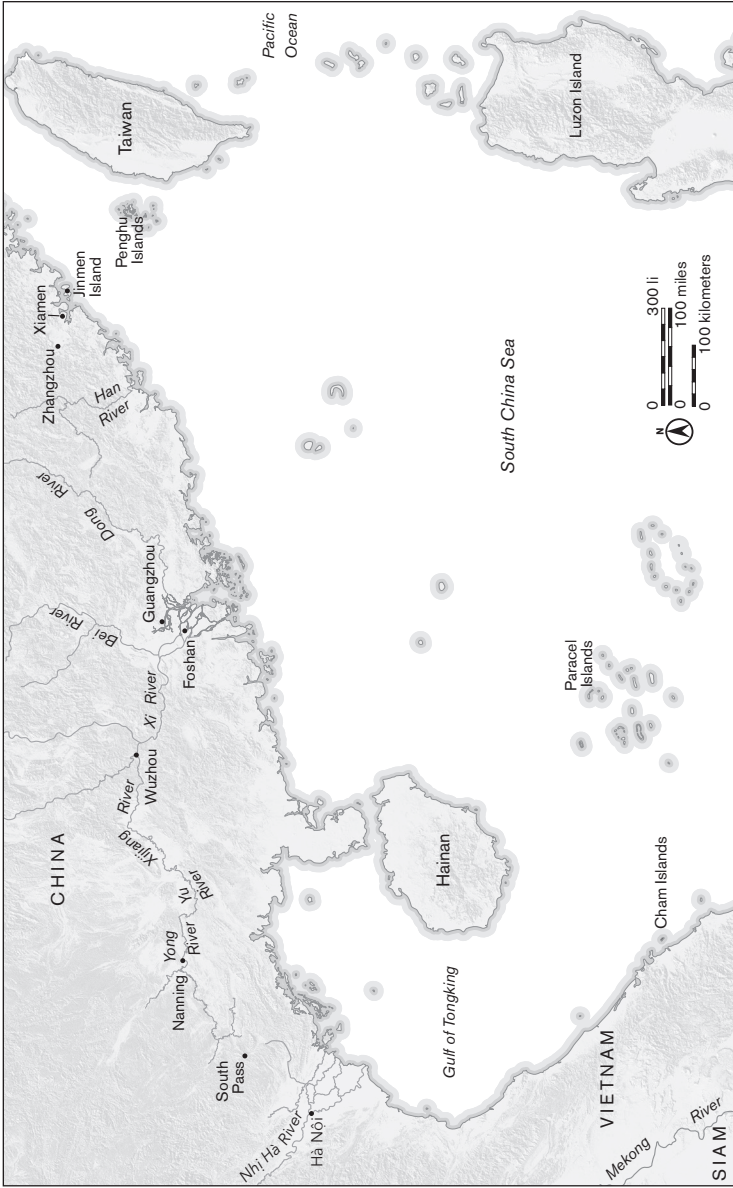 CHINA
Taiwan
Pacific
Ocean
Penghu
Islands
Jinmen
Island
Xiamen
Zhangzhou
Han
River
Dong
River
Bei
River
Guangzhou
Foshan
Xi River
Wuzhou
Xijiang
River
Yu
River
Yong
River
Nanning
South
Pass
Nhị Hà River
Hà Nội
Gulf of Tongking
Hainan
South China Sea
Luzon Island
Paracel
Islands
Cham Islands
VIETNAM
Mekong River
SIAM
N
0 300 li
0 100 miles
0 100 kilometers